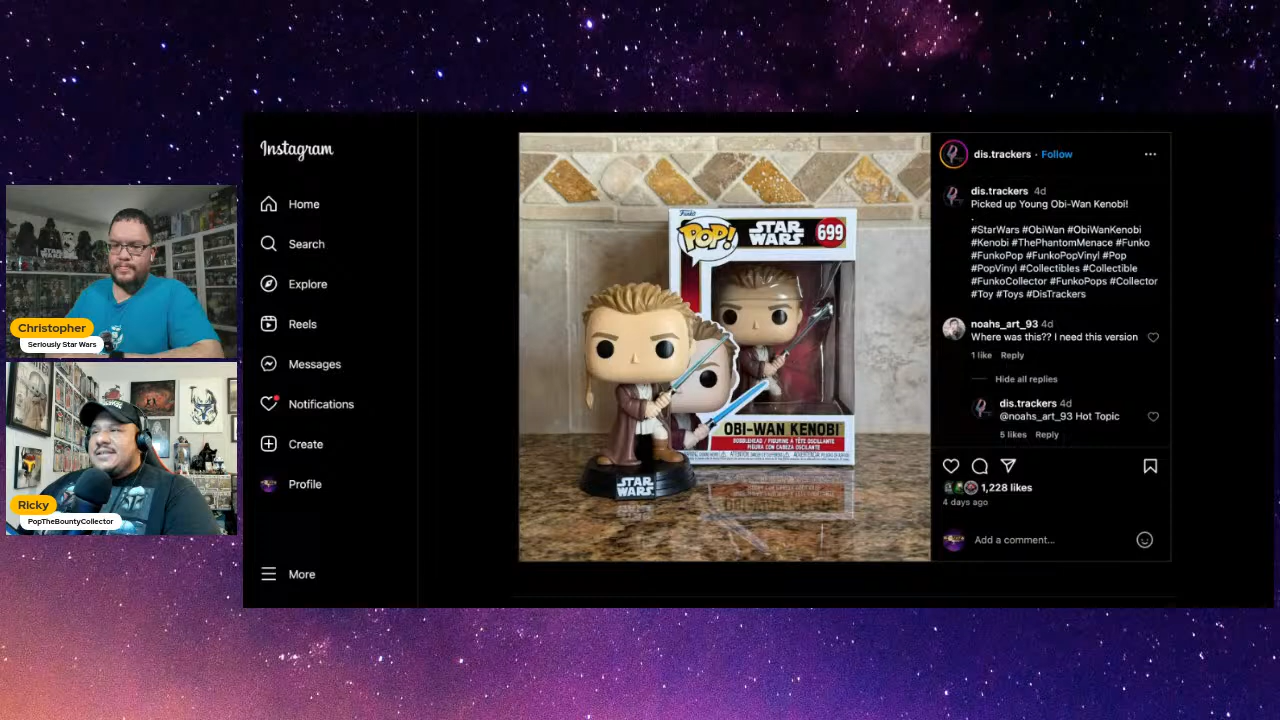 Instagram
Home
Search
Explore
Reels
Messages
Notifications
Create
Profile
More
Christopher
Seriously Star Wars
Ricky
PopTheBountyCollector
Funko
POP!
STAR
WARS
699
OBI-WAN KENOBI
BOBBLEHEAD / FIGURINE À TÊTE OSCILLANTE
FIGURA CON CABEZA OSCILANTE
STAR
WARS
dis.trackers · Follow
dis.trackers 4d
Picked up Young Obi-Wan Kenobi!
.
#StarWars #ObiWan #ObiWanKenobi
#Kenobi #ThePhantomMenace #Funko
#FunkoPop #FunkoPopVinyl #Pop
#PopVinyl #Collectibles #Collectible
#FunkoCollector #FunkoPops #Collector
#Toy #Toys #DisTrackers
noahs_art_93 4d
Where was this?? I need this version
1 like Reply
Hide all replies
dis.trackers 4d
@noahs_art_93 Hot Topic
5 likes Reply
1,228 likes
4 days ago
Add a comment...